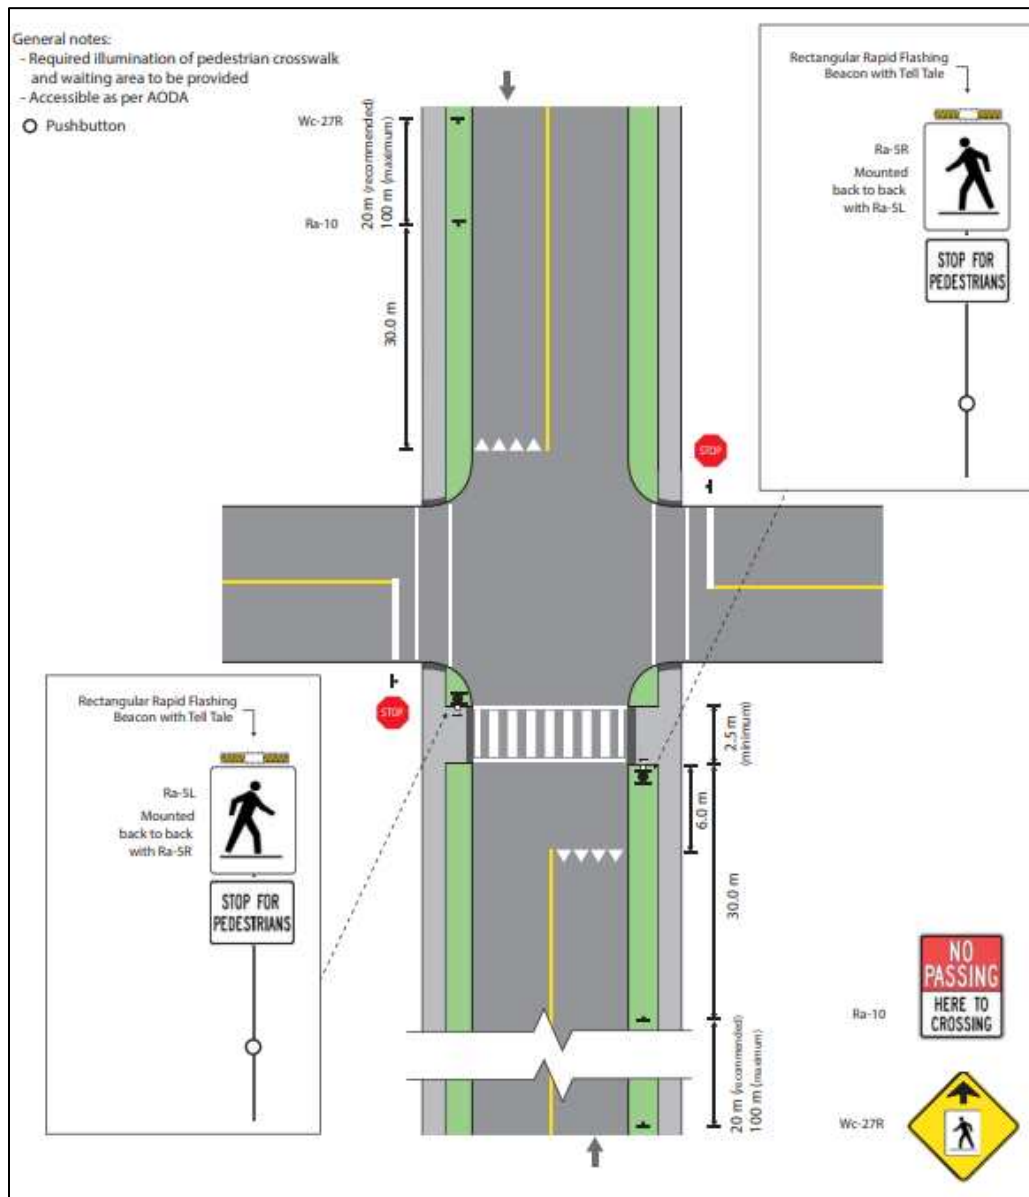 General notes:
- Required illumination of pedestrian crosswalk
and waiting area to be provided
- Accessible as per AODA
Pushbutton
Wc-27R
20 m (recommended)
100 m (maximum)
Ra-10
30.0 m
Rectangular Rapid Flashing
Beacon with Tell Tale
Ra-5R
Mounted
back to back
with Ra-5L
STOP FOR
PEDESTRIANS
STOP
STOP
Rectangular Rapid Flashing
Beacon with Tell Tale
Ra-5L
Mounted
back to back
with Ra-5R
STOP FOR
PEDESTRIANS
2.5 m
(minimum)
6.0 m
30.0 m
20 m (recommended)
100 m (maximum)
Ra-10
NO
PASSING
HERE TO
CROSSING
Wc-27R